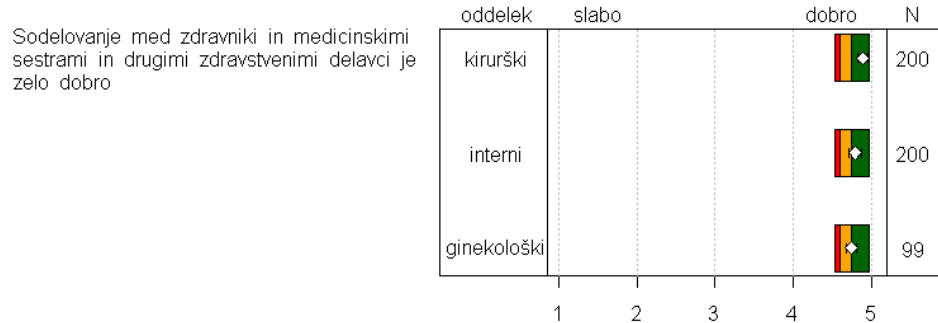 oddelek slabo dobro N
Sodelovanje med zdravniki in medicinskimi
sestrami in drugimi zdravstvenimi delavci je
zelo dobro
kirurški 200
interni 200
ginekološki 99
1 2 3 4 5